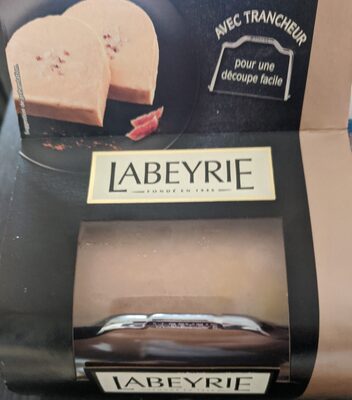 AVEC TRANCHEUR
pour une
découpe facile
LABEYRIE
FONDÉ EN 1946
LABEYRIE